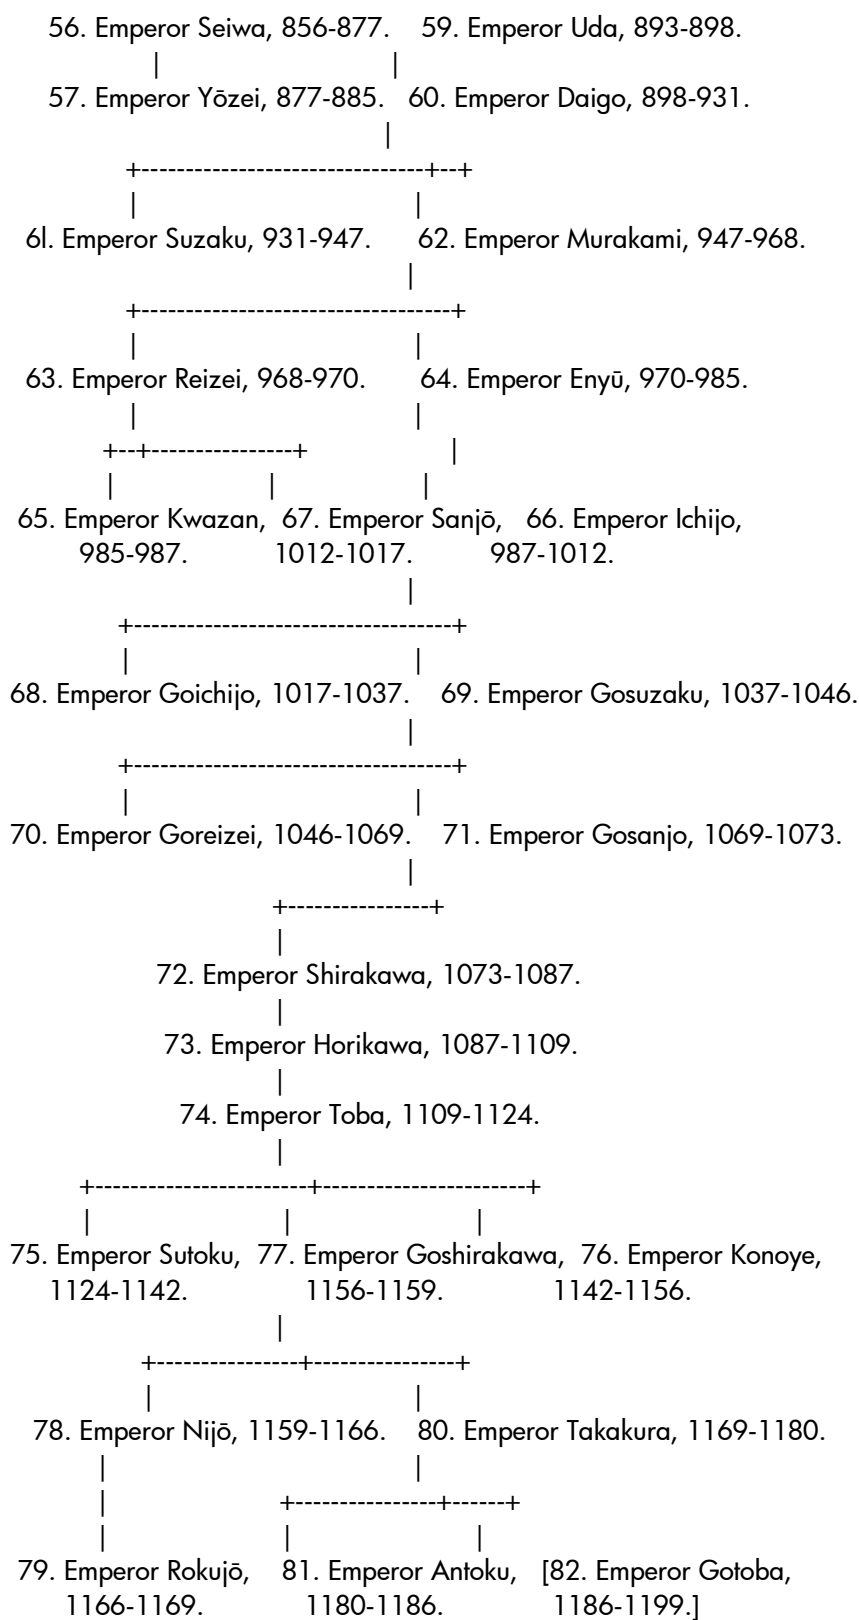 56. Emperor Seiwa, 856-877. 59. Emperor Uda, 893-898.
| |
57. Emperor Yōzei, 877-885. 60. Emperor Daigo, 898-931.
|
+--------------------------------+--+
| |
6l. Emperor Suzaku, 931-947. 62. Emperor Murakami, 947-968.
|
+-----------------------------------+
| |
63. Emperor Reizei, 968-970. 64. Emperor Enyū, 970-985.
| |
+--+----------------+ |
| | |
65. Emperor Kwazan, 67. Emperor Sanjō, 66. Emperor Ichijo,
985-987. 1012-1017. 987-1012.
|
+------------------------------------+
| |
68. Emperor Goichijo, 1017-1037. 69. Emperor Gosuzaku, 1037-1046.
|
+------------------------------------+
| |
70. Emperor Goreizei, 1046-1069. 71. Emperor Gosanjo, 1069-1073.
|
+----------------+
|
72. Emperor Shirakawa, 1073-1087.
|
73. Emperor Horikawa, 1087-1109.
|
74. Emperor Toba, 1109-1124.
|
+------------------------+------------------------+
| | |
75. Emperor Sutoku, 77. Emperor Goshirakawa, 76. Emperor Konoye,
1124-1142. 1156-1159. 1142-1156.
|
+-----------------+----------------+
| |
78. Emperor Nijō, 1159-1166. 80. Emperor Takakura, 1169-1180.
| |
| +-----------------+------+
| | |
79. Emperor Rokujō, 81. Emperor Antoku, [82. Emperor Gotoba,
1166-1169. 1180-1186. 1186-1199.]